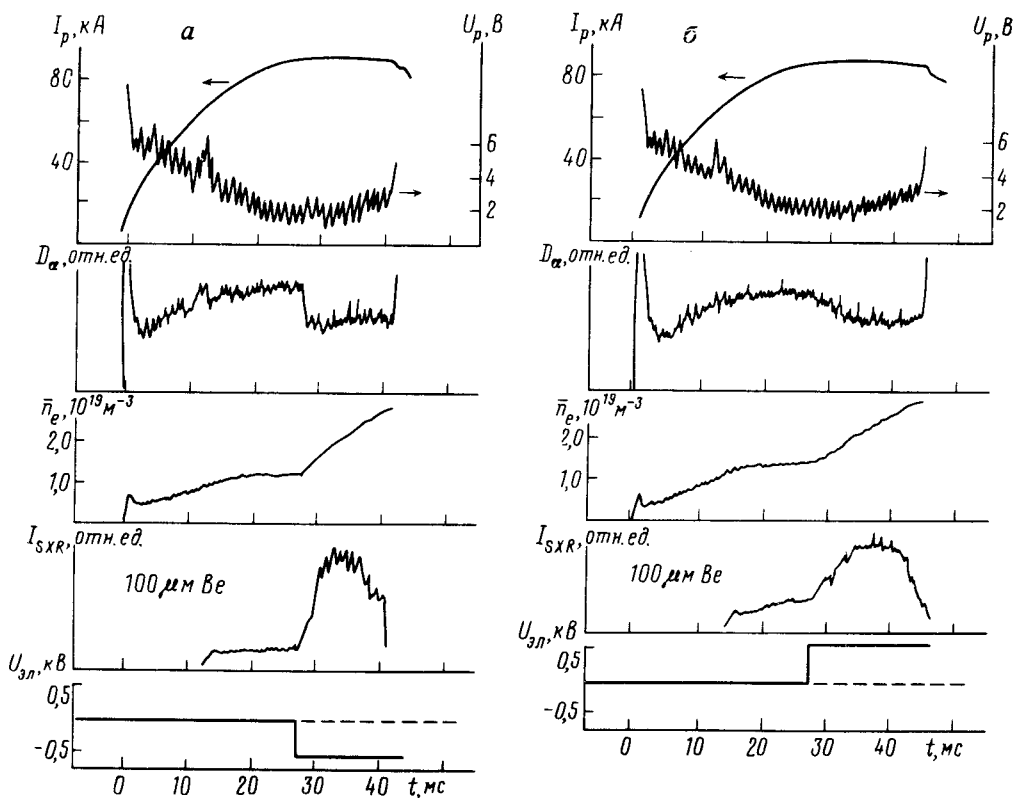 I_p, кА а U_p, В
80
40
6
4
2
D_α, отн.ед.
n̄_e, 10^19 м^-3
2,0
1,0
I_SXR, отн.ед.
100 μм Be
U_эл, кВ
0,5
-0,5
0 10 20 30 40 t, мс
I_p, кА б U_p, В
80
40
6
4
2
D_α, отн.ед.
n̄_e, 10^19 м^-3
2,0
1,0
I_SXR, отн.ед.
100 μм Be
U_эл, кВ
0,5
-0,5
0 10 20 30 40 t, мс